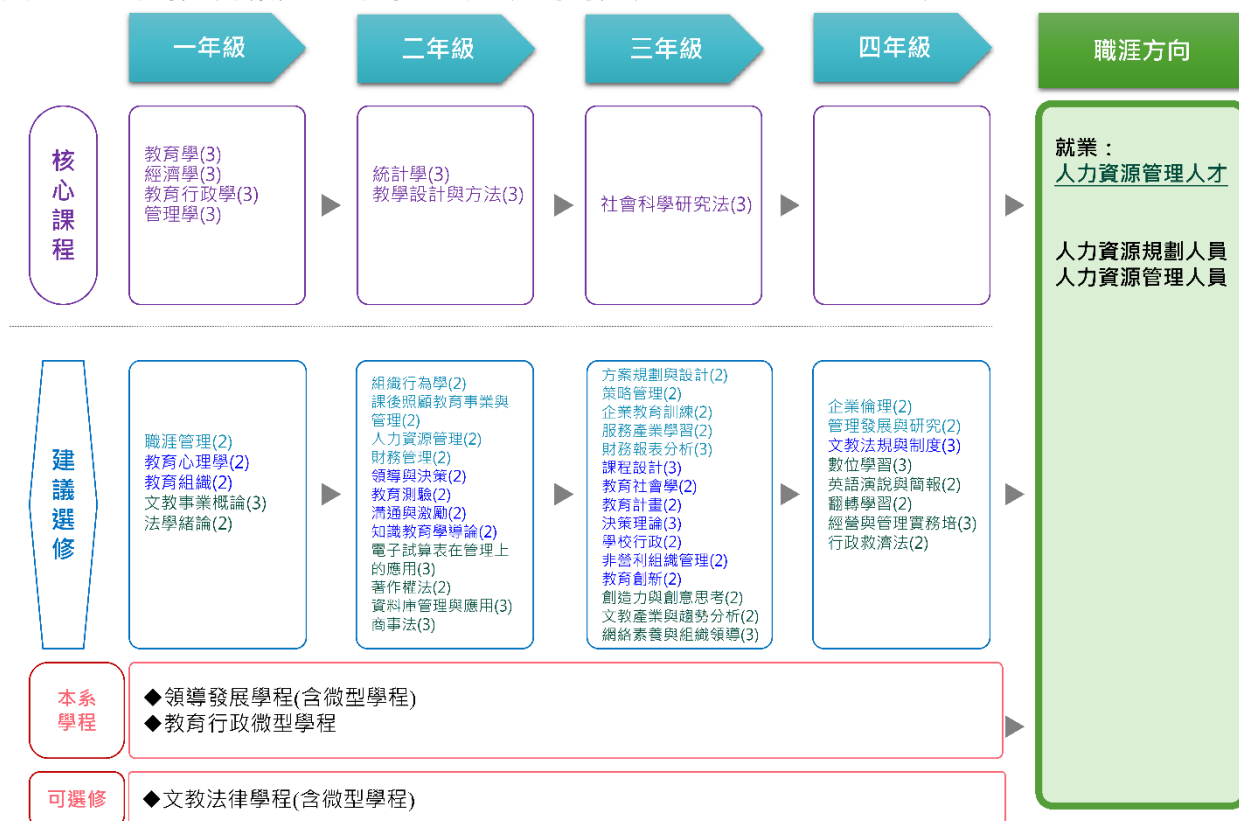 一年級
二年級
三年級
四年級
職涯方向
核心課程
教育學(3)
經濟學(3)
教育行政學(3)
管理學(3)
統計學(3)
教學設計與方法(3)
社會科學研究法(3)
就業：
人力資源管理人才
人力資源規劃人員
人力資源管理人員
建議選修
職涯管理(2)
教育心理學(2)
教育組織(2)
文教事業概論(3)
法學緒論(2)
組織行為學(2)
課後照顧教育事業與
管理(2)
人力資源管理(2)
財務管理(2)
領導與決策(2)
教育測驗(2)
溝通與激勵(2)
知識教育學導論(2)
電子試算表在管理上
的應用(3)
著作權法(2)
資料庫管理與應用(3)
商事法(3)
方案規劃與設計(2)
策略管理(2)
企業教育訓練(2)
服務產業學習(2)
財務報表分析(3)
課程設計(3)
教育社會學(2)
教育計畫(2)
決策理論(3)
學校行政(2)
非營利組織管理(2)
教育創新(2)
創造力與創意思考(2)
文教產業與趨勢分析(2)
網絡素養與組織領導(3)
企業倫理(2)
管理發展與研究(2)
文教法規與制度(3)
數位學習(3)
英語演說與簡報(2)
翻轉學習(2)
經營與管理實務培(3)
行政救濟法(2)
本系
學程
◆領導發展學程(含微型學程)
◆教育行政微型學程
可選修
◆文教法律學程(含微型學程)